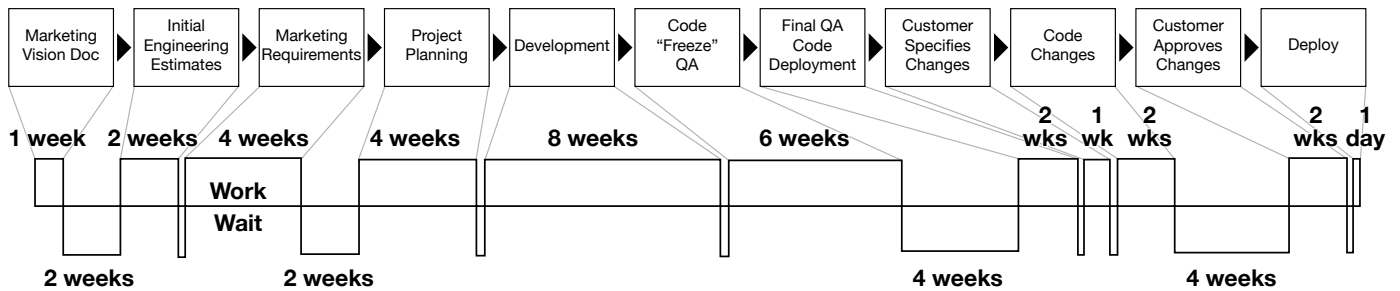 Marketing
Vision Doc
Initial
Engineering
Estimates
Marketing
Requirements
Project
Planning
Development
Code
“Freeze”
QA
Final QA
Code
Deployment
Customer
Specifies
Changes
Code
Changes
Customer
Approves
Changes
Deploy
1 week
2 weeks
4 weeks
4 weeks
8 weeks
6 weeks
2
wks
1
wk
2
wks
2
wks
1
day
Work
Wait
2 weeks
2 weeks
4 weeks
4 weeks